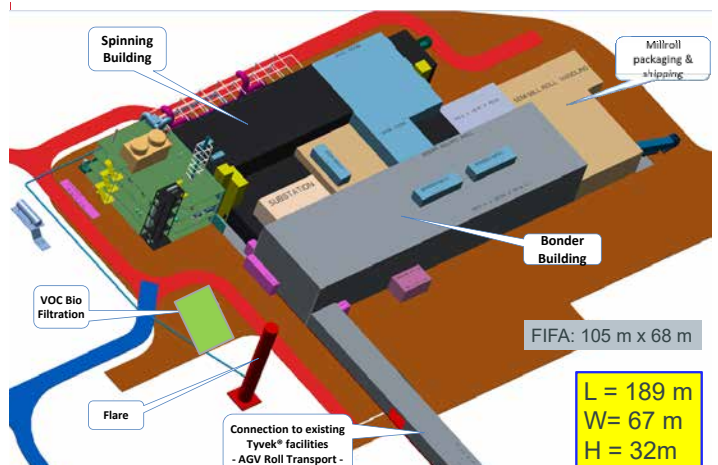 Spinning
Building
Millroll
packaging &
shipping
SUBSTATION
Bonder
Building
VOC Bio
Filtration
FIFA: 105 m x 68 m
L = 189 m
W= 67 m
H = 32m
Flare
Connection to existing
Tyvek® facilities
- AGV Roll Transport -